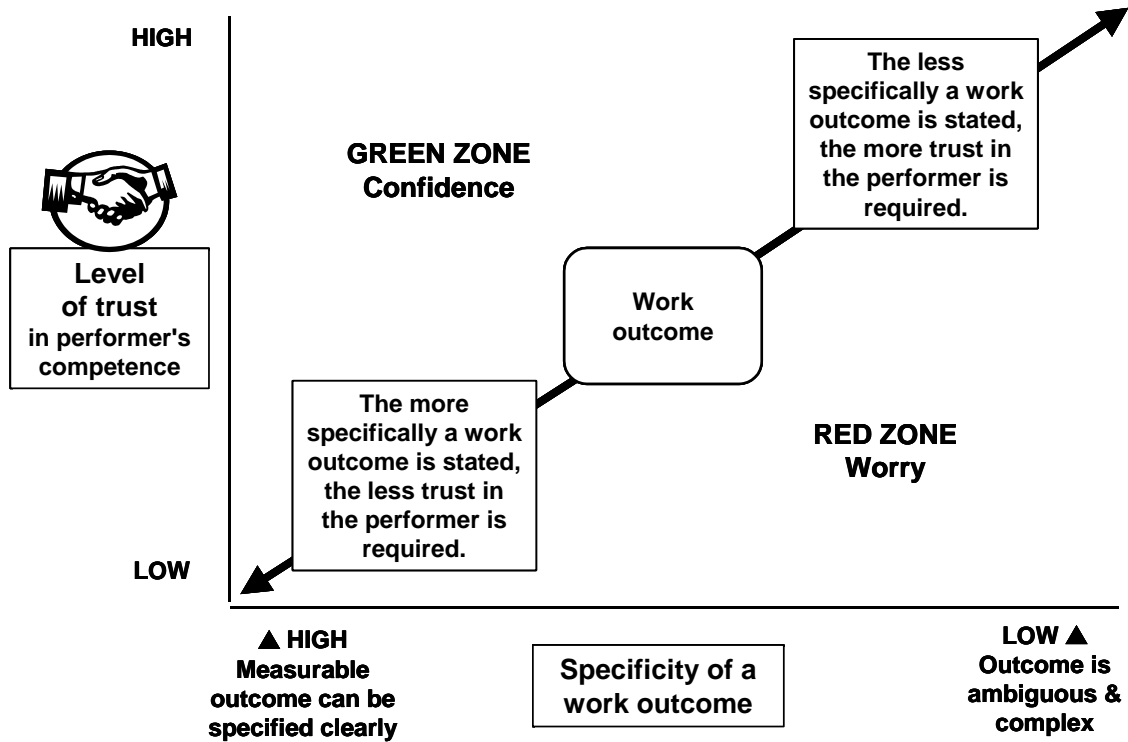 HIGH
The less
specifically a work
outcome is stated,
the more trust in
the performer is
required.
GREEN ZONE
Confidence
Level
of trust
in performer's
competence
Work
outcome
The more
specifically a work
outcome is stated,
the less trust in
the performer is
required.
RED ZONE
Worry
LOW
▲ HIGH
Measurable
outcome can be
specified clearly
Specificity of a
work outcome
LOW ▲
Outcome is
ambiguous &
complex